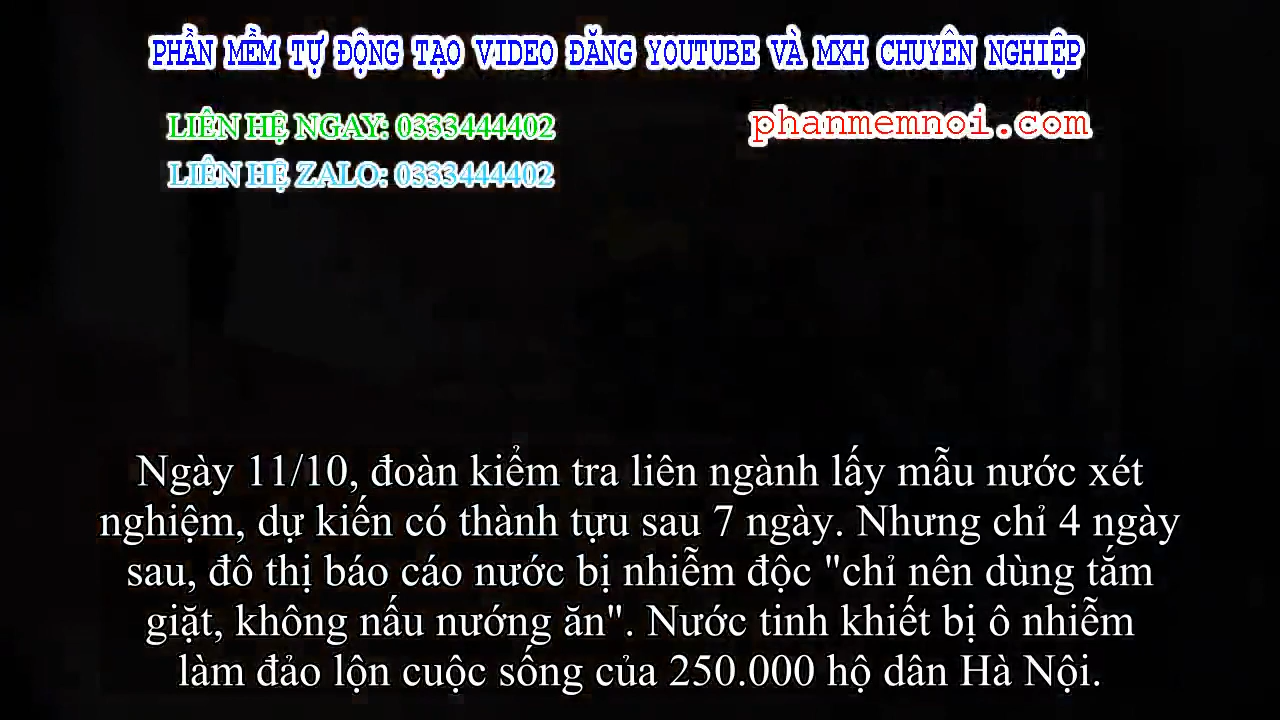 PHẦN MỀM TỰ ĐỘNG TẠO VIDEO ĐĂNG YOUTUBE VÀ MXH CHUYÊN NGHIỆP
LIÊN HỆ NGAY: 0333444402
phanmemnoi.com
LIÊN HỆ ZALO: 0333444402
Ngày 11/10, đoàn kiểm tra liên ngành lấy mẫu nước xét
nghiệm, dự kiến có thành tựu sau 7 ngày. Nhưng chỉ 4 ngày
sau, đô thị báo cáo nước bị nhiễm độc "chỉ nên dùng tắm
giặt, không nấu nướng ăn". Nước tinh khiết bị ô nhiễm
làm đảo lộn cuộc sống của 250.000 hộ dân Hà Nội.